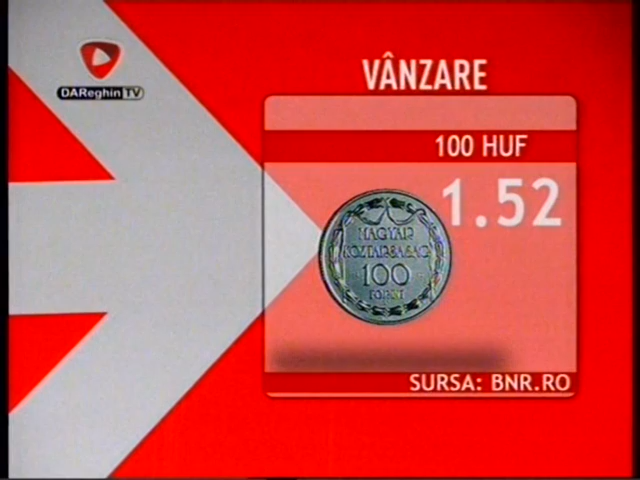 DAReghin TV
VÂNZARE
100 HUF
1.52
MAGYAR
KÖZTÁRSASÁG
100
FORINT
SURSA: BNR.RO